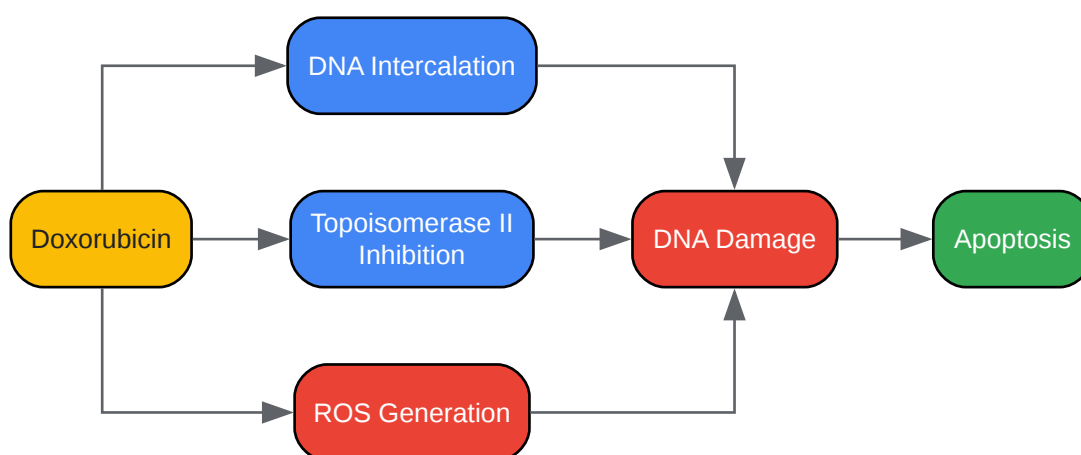 DNA Intercalation
Doxorubicin
Topoisomerase II
Inhibition
DNA Damage
Apoptosis
ROS Generation